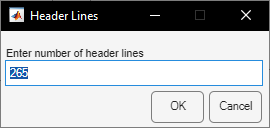 Header Lines
Enter number of header lines
265
OK Cancel